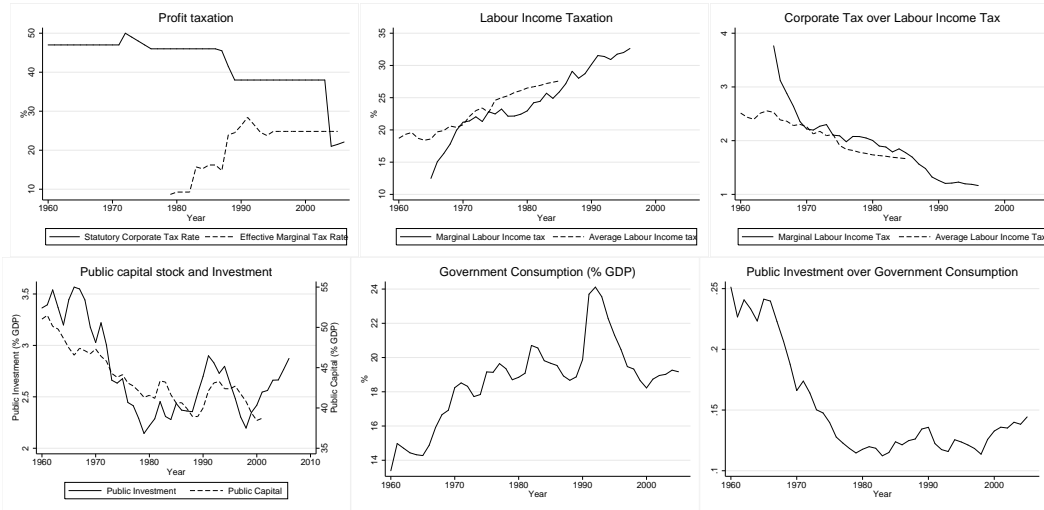 Profit taxation
%
50
40
30
20
10
1960 1970 1980 1990 2000
Year
Statutory Corporate Tax Rate Effective Marginal Tax Rate
Labour Income Taxation
%
35
30
25
20
15
10
1960 1970 1980 1990 2000
Year
Marginal Labour Income tax Average Labour Income tax
Corporate Tax over Labour Income Tax
4
3
2
1
1960 1970 1980 1990 2000
Year
Marginal Labour Income Tax Average Labour Income Tax
Public capital stock and Investment
Public Investment (% GDP)
3.5
3
2.5
2
Public Capital (% GDP)
55
50
45
40
35
1960 1970 1980 1990 2000 2010
Year
Public Investment Public Capital
Government Consumption (% GDP)
%
24
22
20
18
16
14
1960 1970 1980 1990 2000
Year
Public Investment over Government Consumption
.25
.2
.15
.1
1960 1970 1980 1990 2000
Year